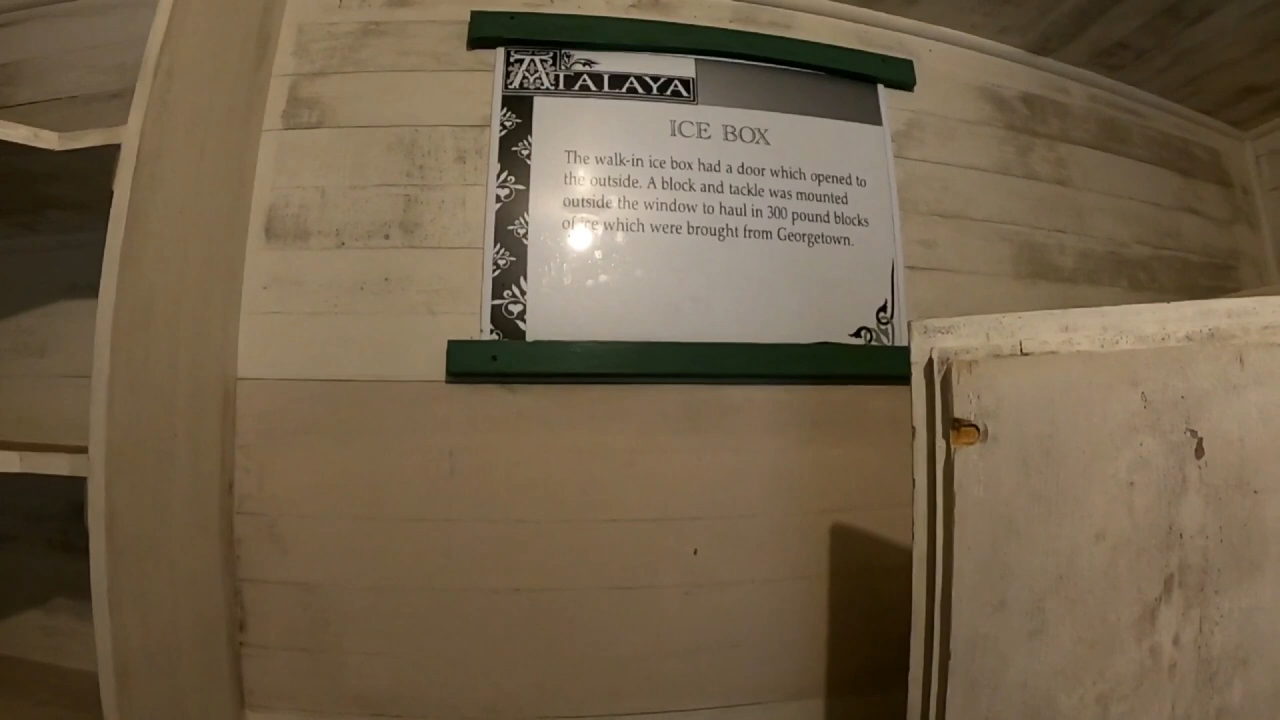 ATALAYA
ICE BOX
The walk-in ice box had a door which opened to
the outside. A block and tackle was mounted
outside the window to haul in 300 pound blocks
of ice which were brought from Georgetown.